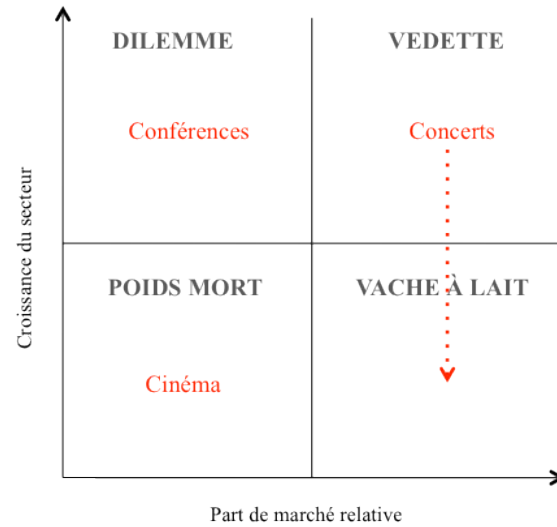 DILEMME
VEDETTE
Conférences
Concerts
Croissance du secteur
POIDS MORT
VACHE À LAIT
Cinéma
Part de marché relative